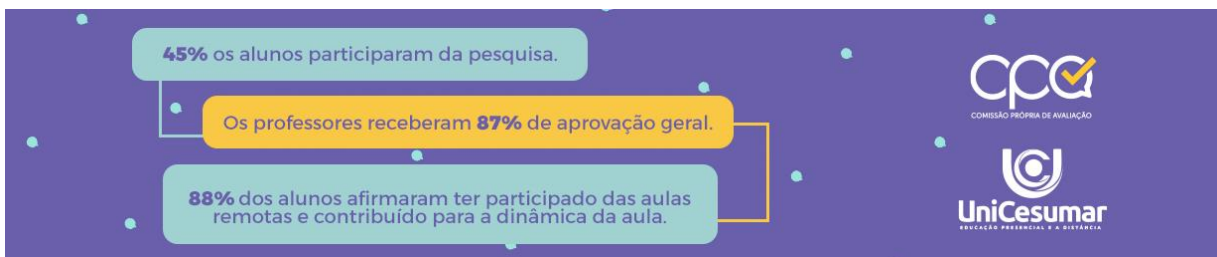 45% os alunos participaram da pesquisa.
Os professores receberam 87% de aprovação geral.
88% dos alunos afirmaram ter participado das aulas
remotas e contribuído para a dinâmica da aula.
cpa
COMISSÃO PRÓPRIA DE AVALIAÇÃO
UniCesumar
EDUCAÇÃO PRESENCIAL E A DISTÂNCIA